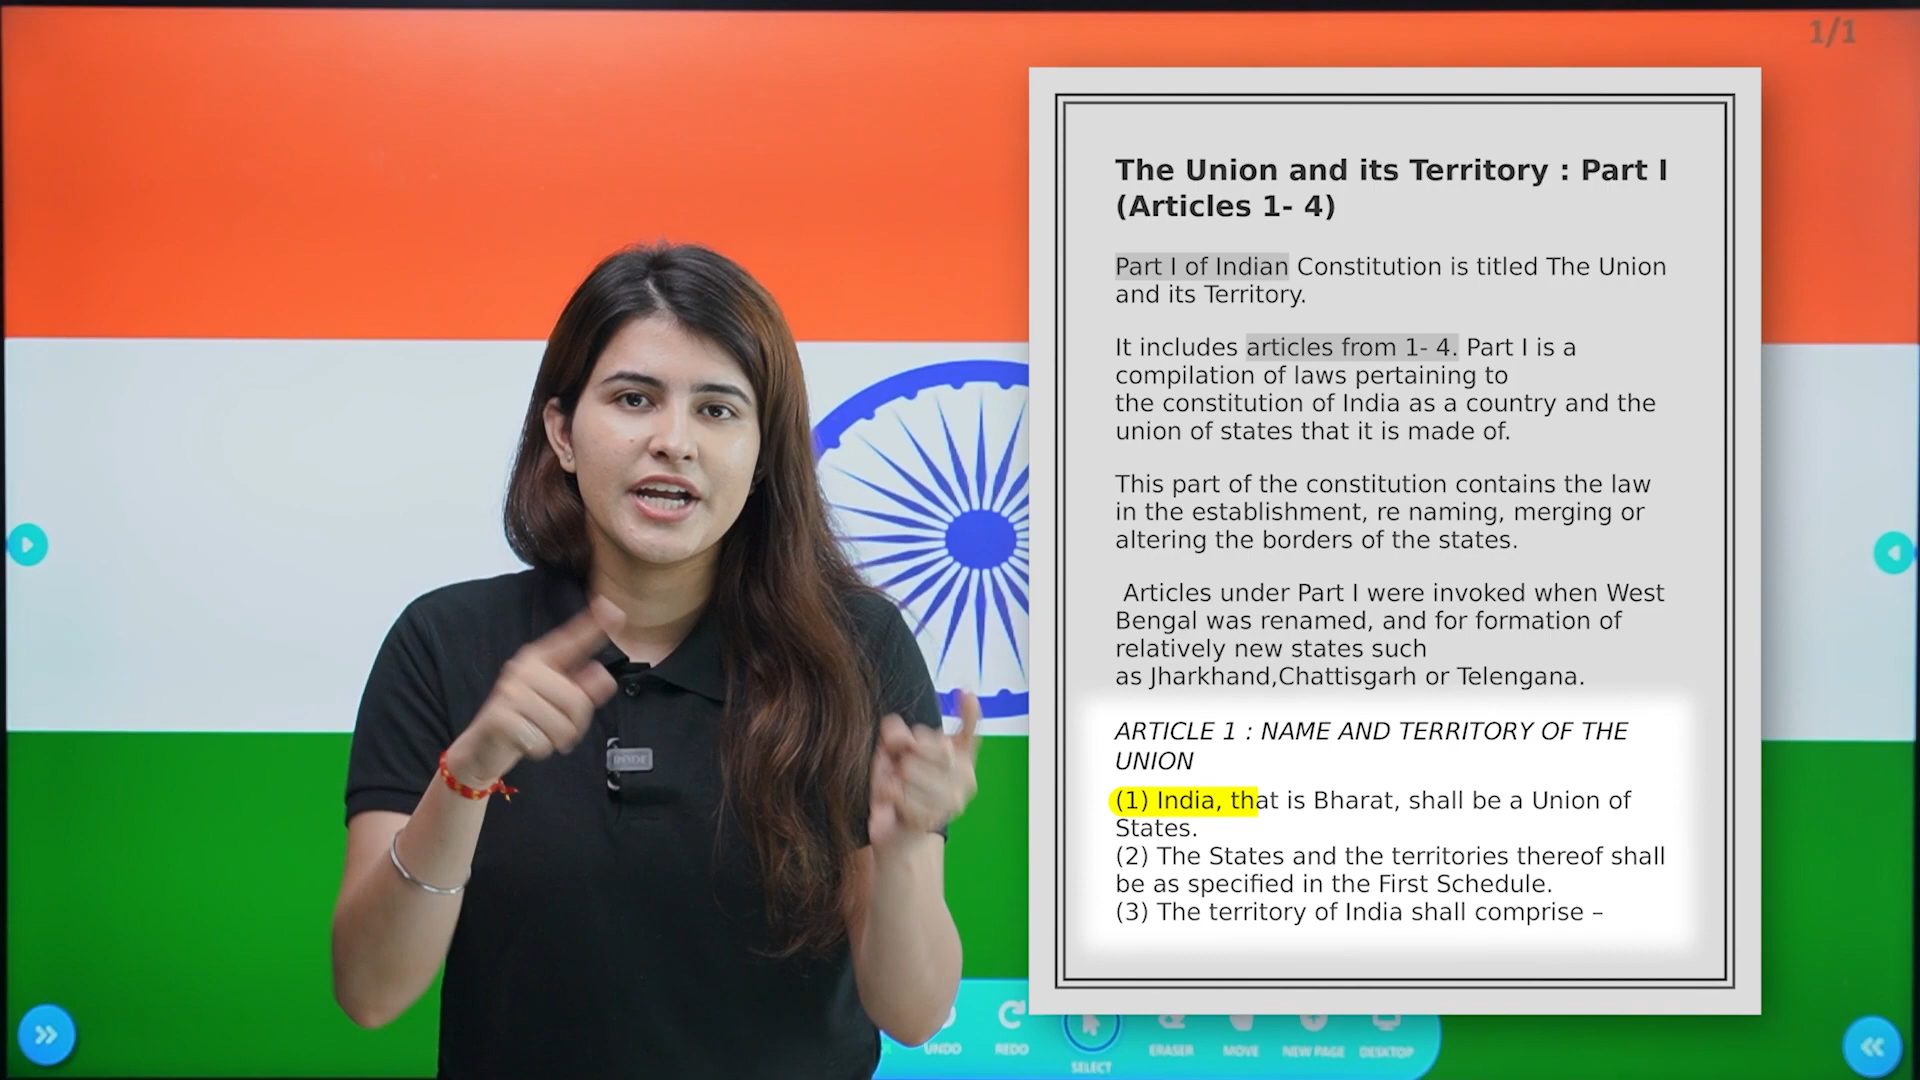 1/1
The Union and its Territory : Part I
(Articles 1- 4)
Part I of Indian Constitution is titled The Union
and its Territory.
It includes articles from 1- 4. Part I is a
compilation of laws pertaining to
the constitution of India as a country and the
union of states that it is made of.
This part of the constitution contains the law
in the establishment, re naming, merging or
altering the borders of the states.
Articles under Part I were invoked when West
Bengal was renamed, and for formation of
relatively new states such
as Jharkhand,Chattisgarh or Telengana.
ARTICLE 1 : NAME AND TERRITORY OF THE
UNION
(1) India, that is Bharat, shall be a Union of
States.
(2) The States and the territories thereof shall
be as specified in the First Schedule.
(3) The territory of India shall comprise –
UNDO REDO SELECT ERASER MOVE NEW PAGE DESKTOP